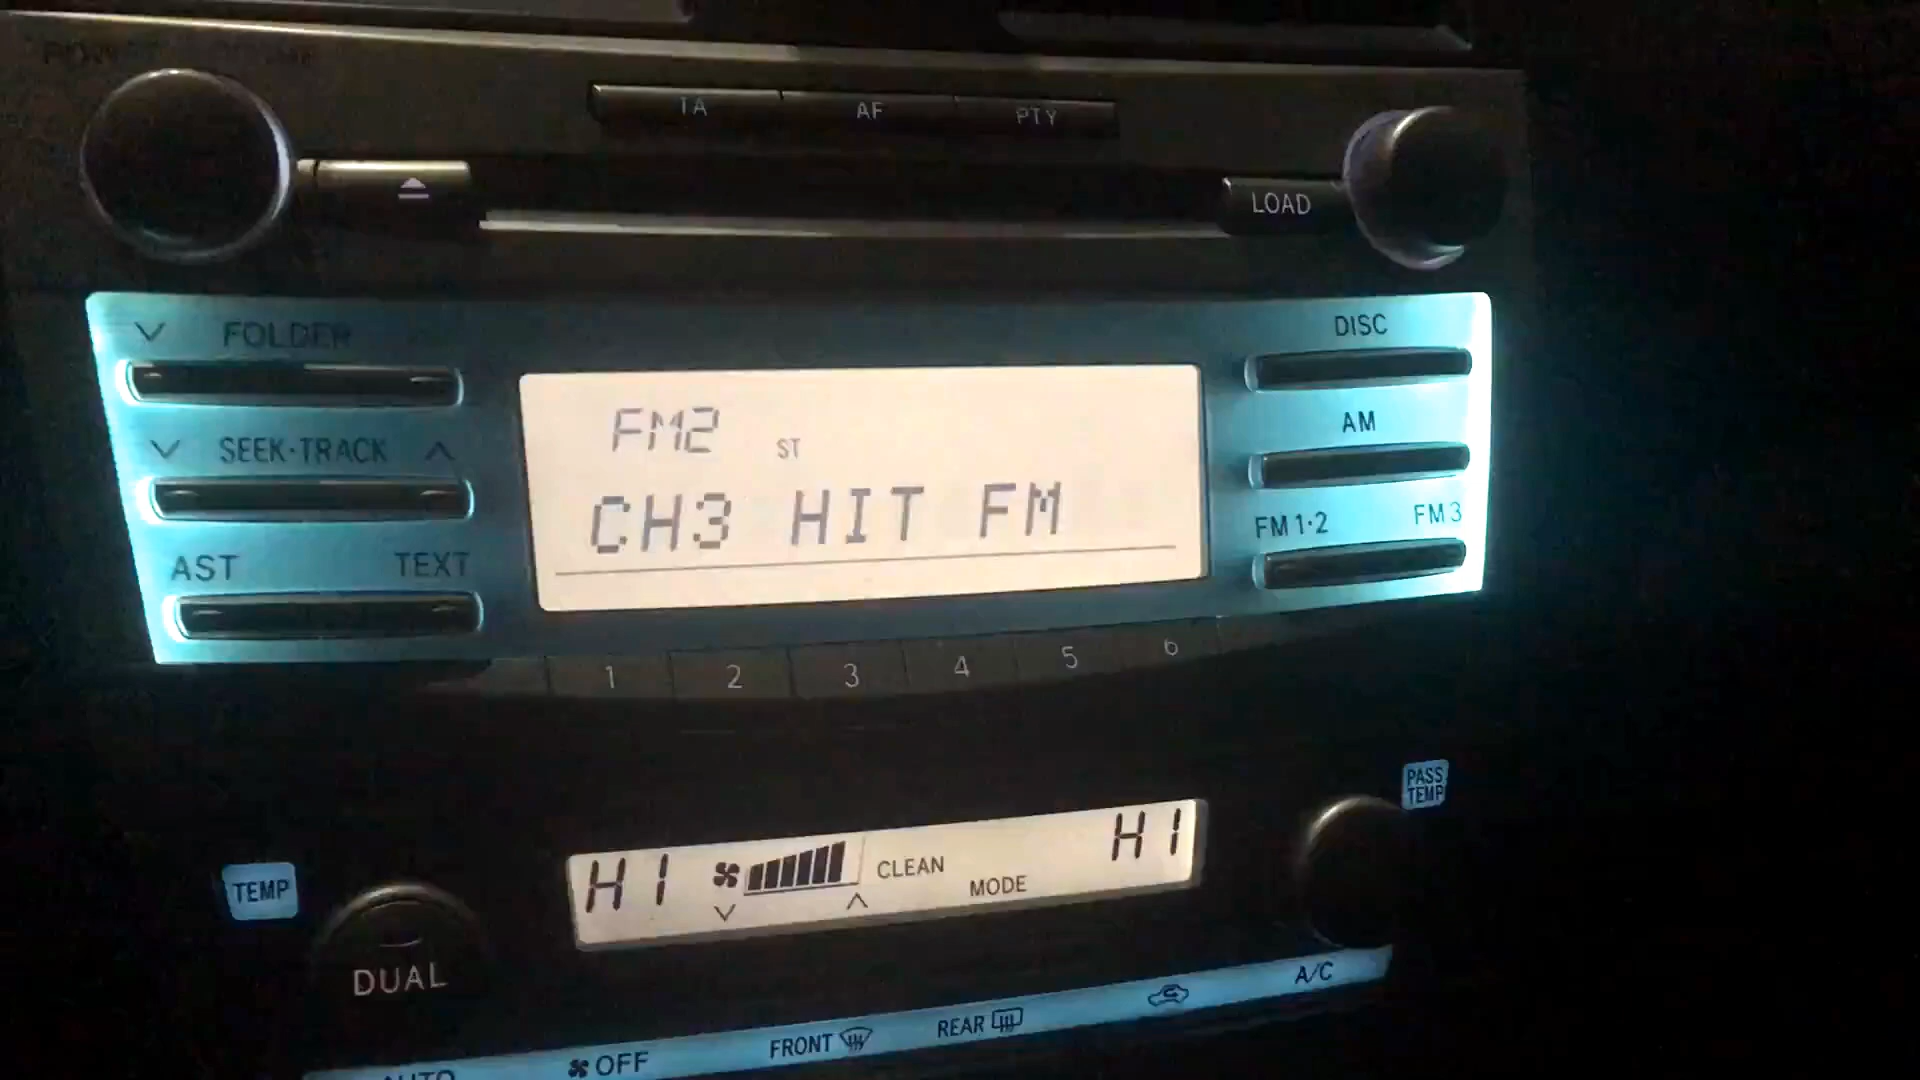 TA AF PTY
LOAD
FOLDER
DISC
SEEK·TRACK
AM
AST TEXT
FM 1·2 FM 3
FM2 ST
CH3 HIT FM
1 2 3 4 5 6
PASS TEMP
TEMP
HI CLEAN MODE HI
DUAL
A/C
REAR
FRONT
OFF
AUTO